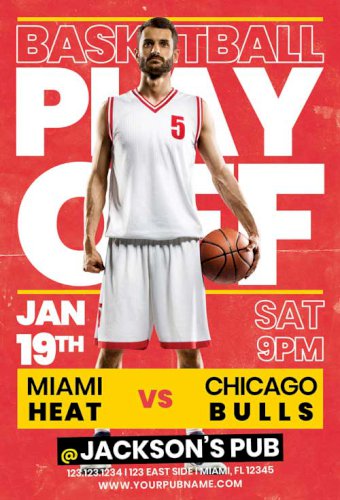 BASKETBALL
PLAY
OFF
5
JAN
19TH
SAT
9PM
MIAMI
HEAT
VS
CHICAGO
BULLS
@JACKSON'S PUB
123.123.1234 I 123 EAST SIDE I MIAMI, FL 12345
WWW.YOURPUBNAME.COM